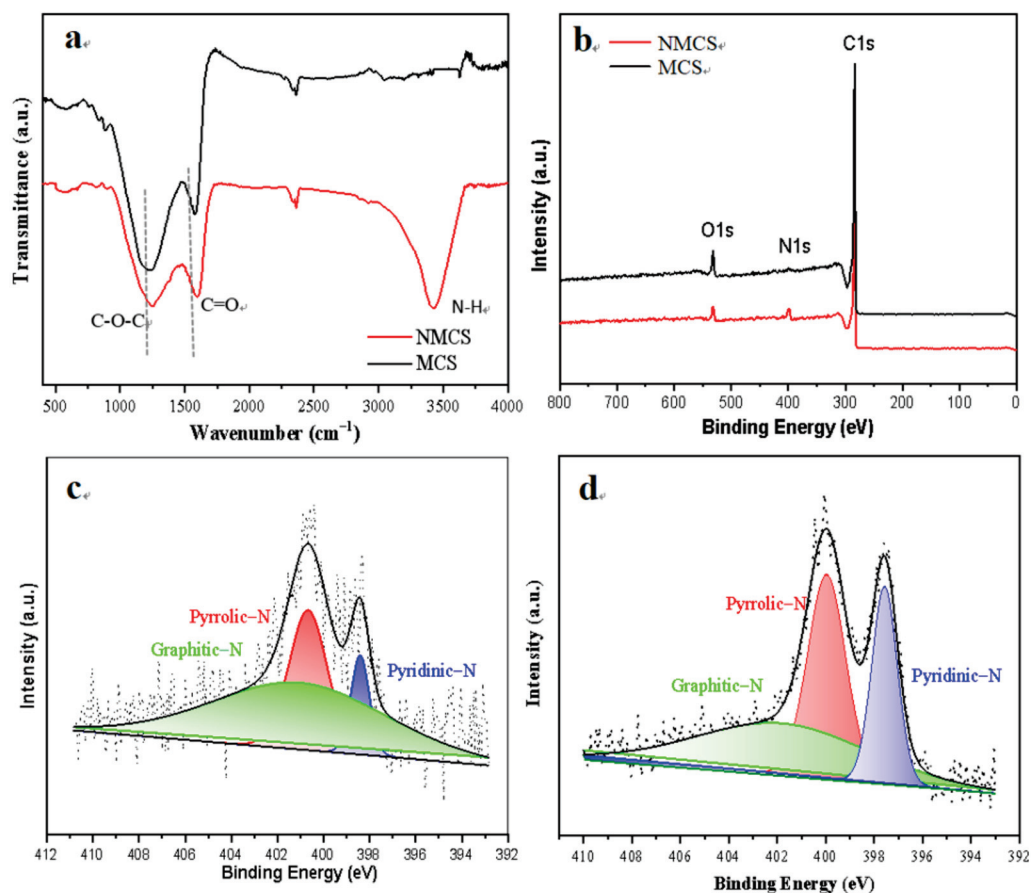 a
Transmittance (a.u.)
C-O-C
C=O
N-H
NMCS
MCS
500 1000 1500 2000 2500 3000 3500 4000
Wavenumber (cm⁻¹)
b
NMCS
MCS
C1s
O1s
N1s
Intensity (a.u.)
800 700 600 500 400 300 200 100 0
Binding Energy (eV)
c
Intensity (a.u.)
Pyrrolic–N
Graphitic–N
Pyridinic–N
412 410 408 406 404 402 400 398 396 394 392
Binding Energy (eV)
d
Intensity (a.u.)
Pyrrolic–N
Graphitic–N
Pyridinic–N
410 408 406 404 402 400 398 396 394 392
Binding Energy (eV)